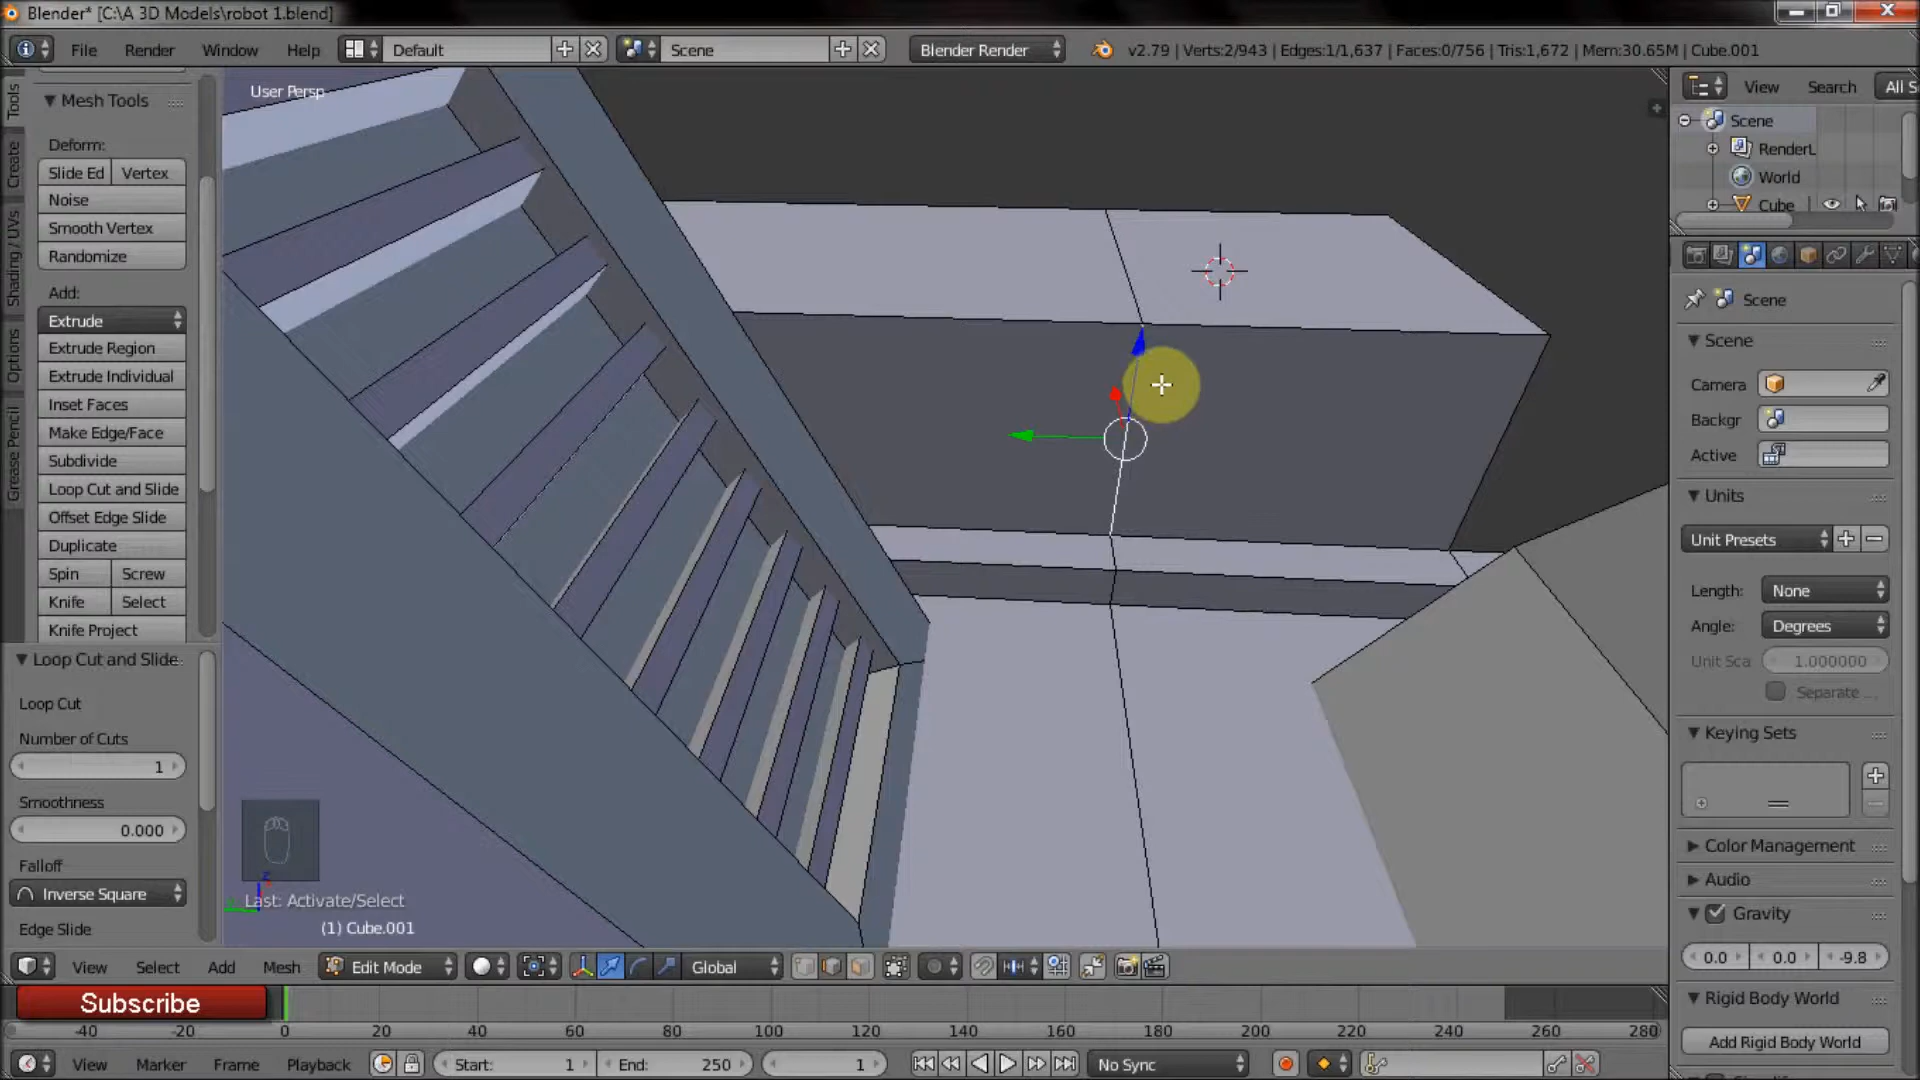 Blender* [C:\A 3D Models\robot 1.blend]
File Render Window Help Default Scene Blender Render v2.79 | Verts:2/943 | Edges:1/1,637 | Faces:0/756 | Tris:1,672 | Mem:30.65M | Cube.001
Tools
Create
Shading / UVs
Options
Grease Pencil
Mesh Tools
Deform:
Slide Ed Vertex
Noise
Smooth Vertex
Randomize
Add:
Extrude
Extrude Region
Extrude Individual
Inset Faces
Make Edge/Face
Subdivide
Loop Cut and Slide
Offset Edge Slide
Duplicate
Spin Screw
Knife Select
Knife Project
Loop Cut and Slide
Loop Cut
Number of Cuts
1
Smoothness
0.000
Falloff
Inverse Square
Edge Slide
User Persp
Last: Activate/Select
(1) Cube.001
View Search All S
Scene
RenderL
World
Cube
Scene
Scene
Camera
Backgr
Active
Units
Unit Presets
Length: None
Angle: Degrees
Unit Sca 1.000000
Separate ...
Keying Sets
Color Management
Audio
Gravity
0.0 0.0 -9.8
Rigid Body World
Add Rigid Body World
View Select Add Mesh Edit Mode Global
Subscribe
-40 -20 0 20 40 60 80 100 120 140 160 180 200 220 240 260 280
View Marker Frame Playback Start: 1 End: 250 1 No Sync